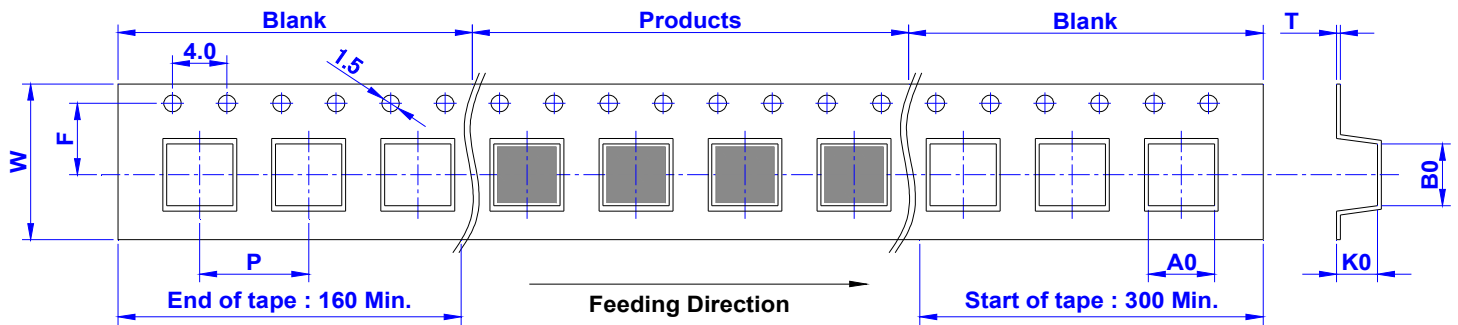 Blank
Products
Blank
T
4.0
1.5
F
W
B0
P
A0
K0
End of tape : 160 Min.
Feeding Direction
Start of tape : 300 Min.